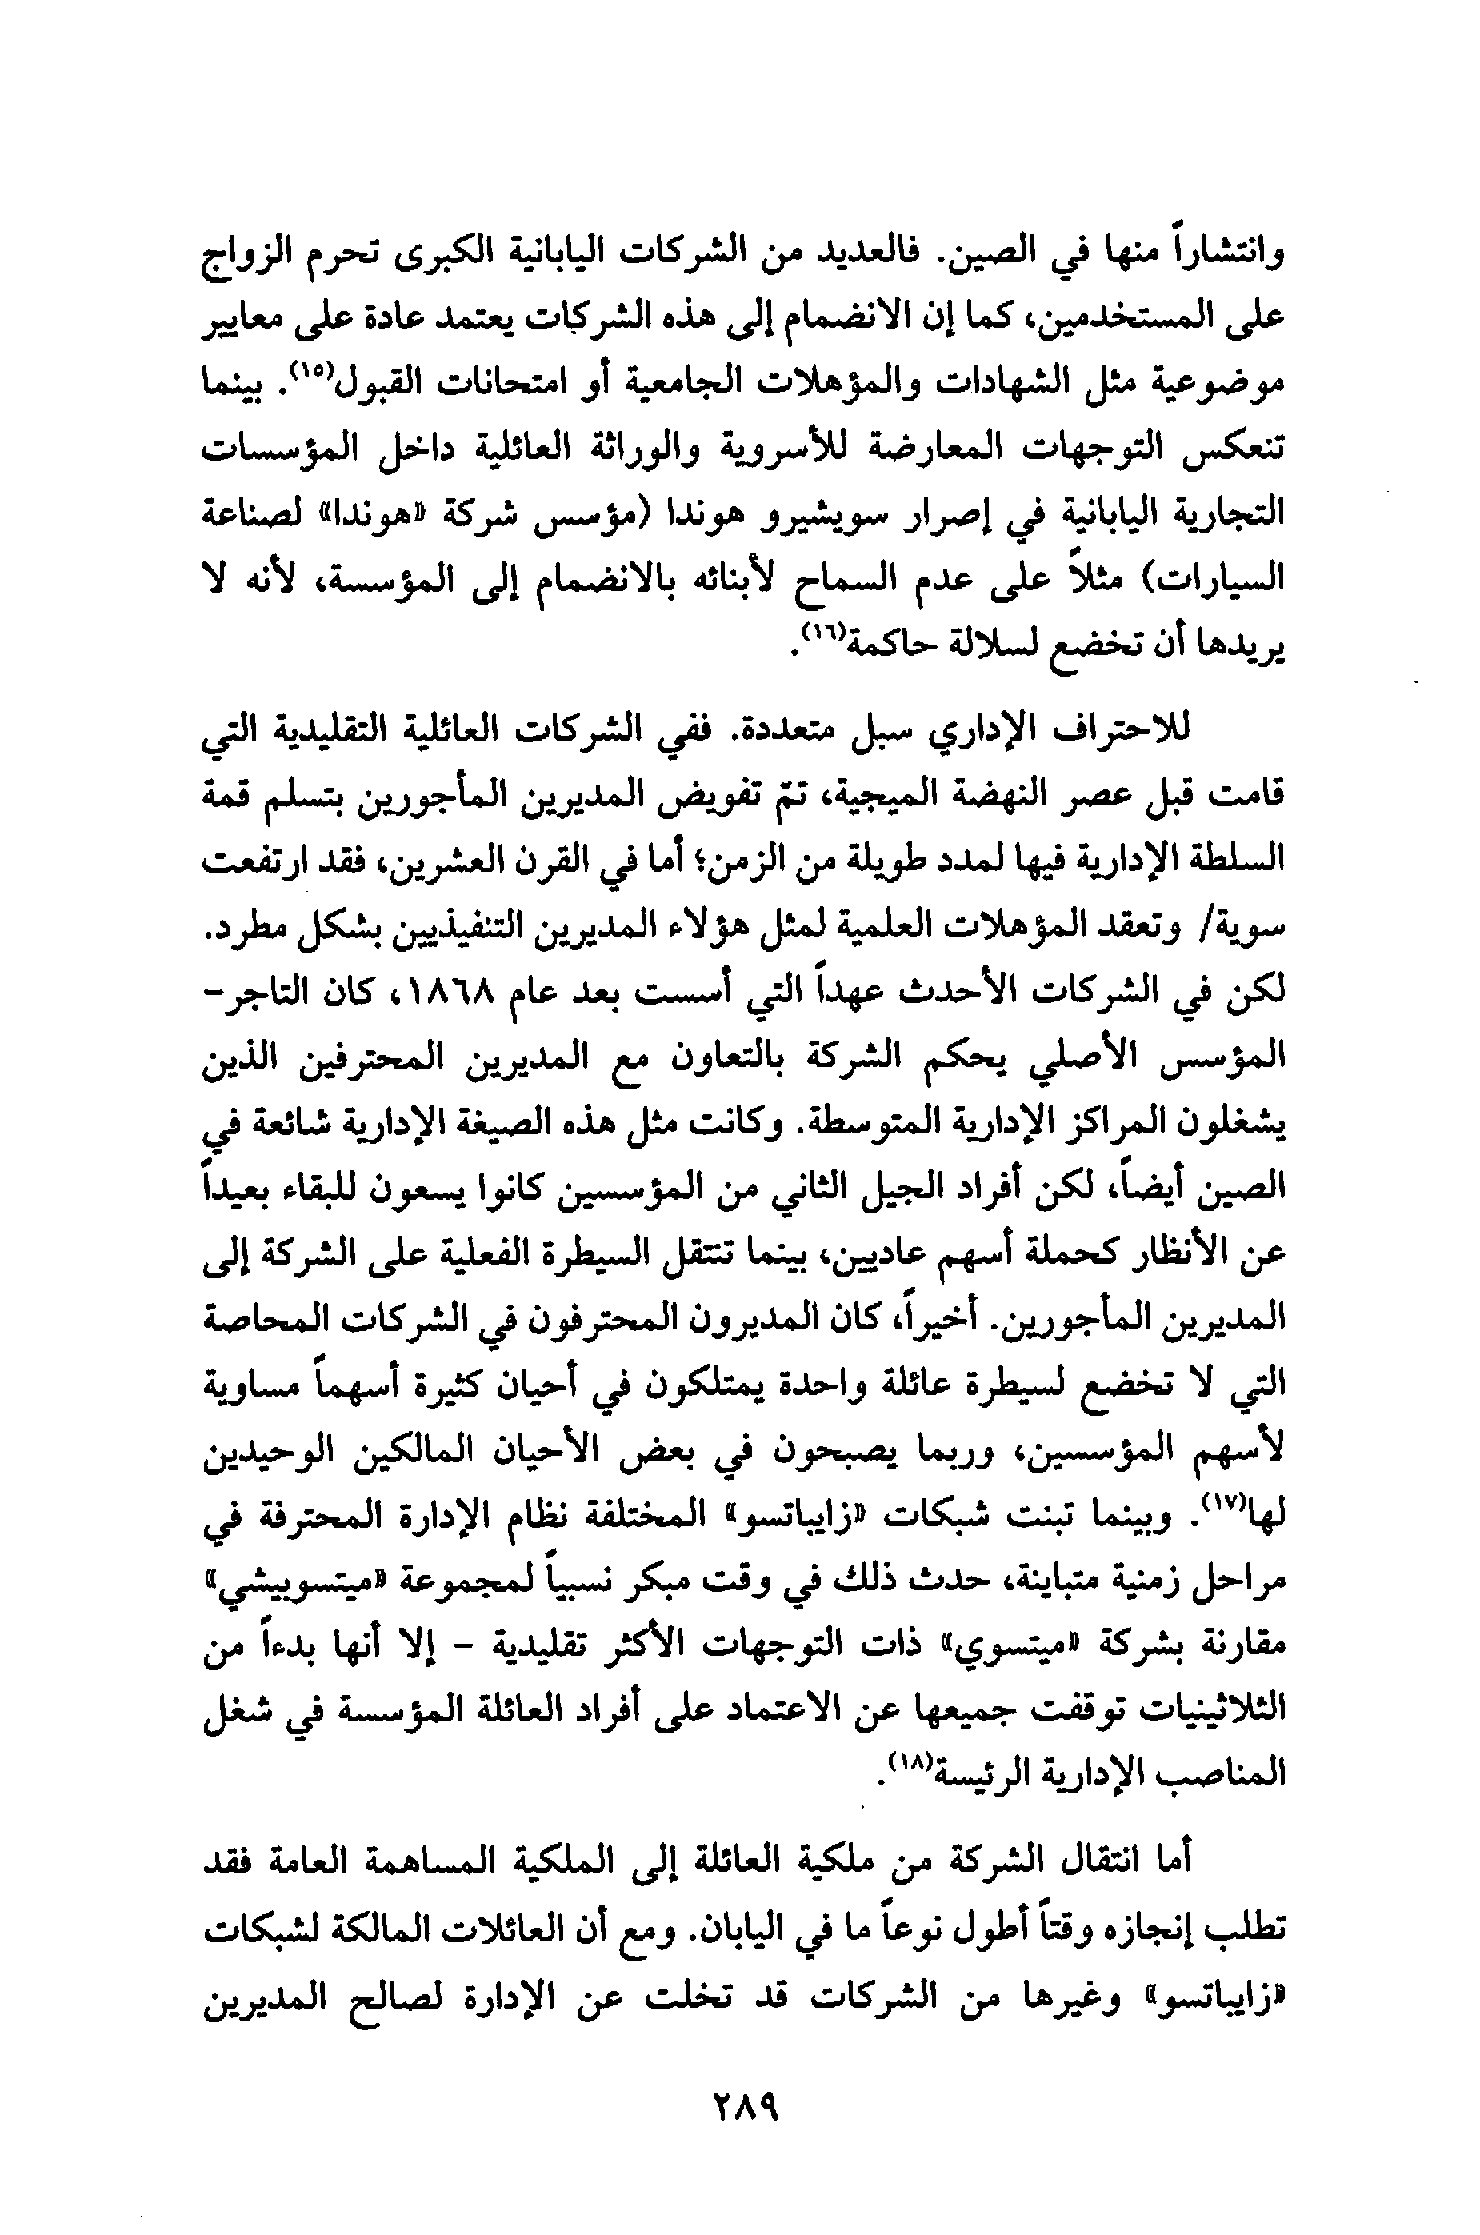 وانتشاراً منها في الصين. فالعديد من الشركات اليابانية الكبرى تحرم الزواج
على المستخدمين، كما إن الانضمام إلى هذه الشركات يعتمد عادة على معايير
موضوعية مثل الشهادات والمؤهلات الجامعية أو امتحانات القبول(١٥). بينما
تنعكس التوجهات المعارضة للأسروية والوراثة العائلية داخل المؤسسات
التجارية اليابانية في إصرار سويشيرو هوندا (مؤسس شركة «هوندا» لصناعة
السيارات) مثلاً على عدم السماح لأبنائه بالانضمام إلى المؤسسة، لأنه لا
يريدها أن تخضع لسلالة حاكمة(١٦).
للاحتراف الإداري سبل متعددة. ففي الشركات العائلية التقليدية التي
قامت قبل عصر النهضة الميجية، تمّ تفويض المديرين المأجورين بتسلم قمة
السلطة الإدارية فيها لمدد طويلة من الزمن؛ أما في القرن العشرين، فقد ارتفعت
سوية/ وتعقد المؤهلات العلمية لمثل هؤلاء المديرين التنفيذيين بشكل مطرد.
لكن في الشركات الأحدث عهداً التي أسست بعد عام ١٨٦٨، كان التاجر-
المؤسس الأصلي يحكم الشركة بالتعاون مع المديرين المحترفين الذين
يشغلون المراكز الإدارية المتوسطة. وكانت مثل هذه الصيغة الإدارية شائعة في
الصين أيضاً، لكن أفراد الجيل الثاني من المؤسسين كانوا يسعون للبقاء بعيداً
عن الأنظار كحملة أسهم عاديين، بينما تنتقل السيطرة الفعلية على الشركة إلى
المديرين المأجورين. أخيراً، كان المديرون المحترفون في الشركات المحاصة
التي لا تخضع لسيطرة عائلة واحدة يمتلكون في أحيان كثيرة أسهماً مساوية
لأسهم المؤسسين، وربما يصبحون في بعض الأحيان المالكين الوحيدين
لها(١٧). وبينما تبنت شبكات «زايباتسو» المختلفة نظام الإدارة المحترفة في
مراحل زمنية متباينة، حدث ذلك في وقت مبكر نسبياً لمجموعة «ميتسوبيشي»
مقارنة بشركة «ميتسوي» ذات التوجهات الأكثر تقليدية - إلا أنها بدءاً من
الثلاثينيات توقفت جميعها عن الاعتماد على أفراد العائلة المؤسسة في شغل
المناصب الإدارية الرئيسة(١٨).
أما انتقال الشركة من ملكية العائلة إلى الملكية المساهمة العامة فقد
تطلب إنجازه وقتاً أطول نوعاً ما في اليابان. ومع أن العائلات المالكة لشبكات
«زايباتسو» وغيرها من الشركات قد تخلت عن الإدارة لصالح المديرين
٢٨٩